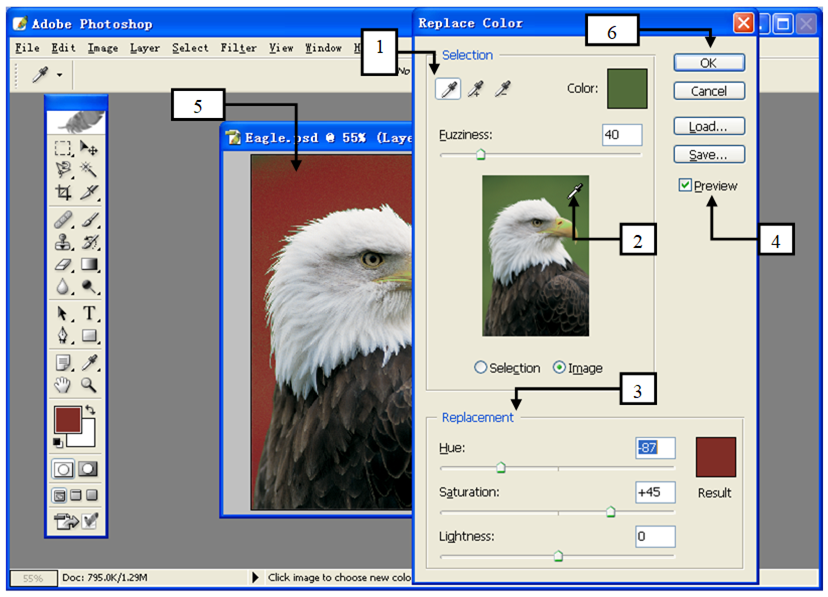 Adobe Photoshop
File Edit Image Layer Select Filter View Window H
No
Eagle.psd @ 55% (Laye
55%
Doc: 795.0K/1.29M
Click image to choose new colo
Replace Color
Selection
Color:
Fuzziness:
40
Selection
Image
Replacement
Hue:
-87
Saturation:
+45
Result
Lightness:
0
OK
Cancel
Load...
Save...
Preview
T
1
2
3
4
5
6